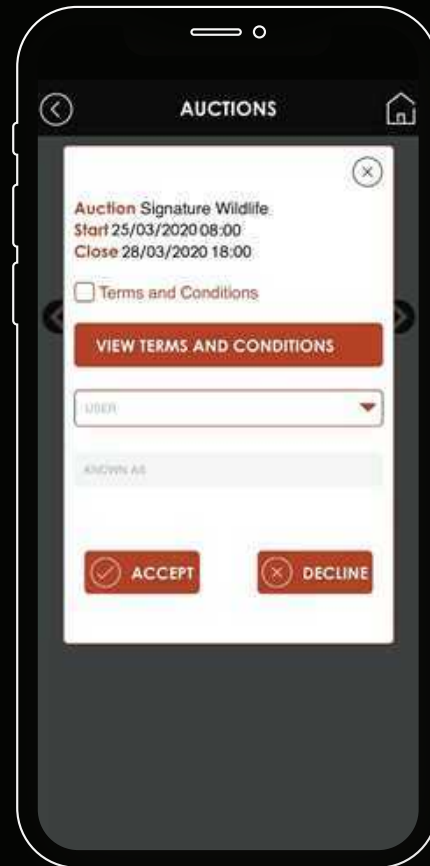 AUCTIONS
Auction Signature Wildlife
Start 25/03/2020 08:00
Close 28/03/2020 18:00
Terms and Conditions
VIEW TERMS AND CONDITIONS
USER
KNOWN AS
ACCEPT
DECLINE